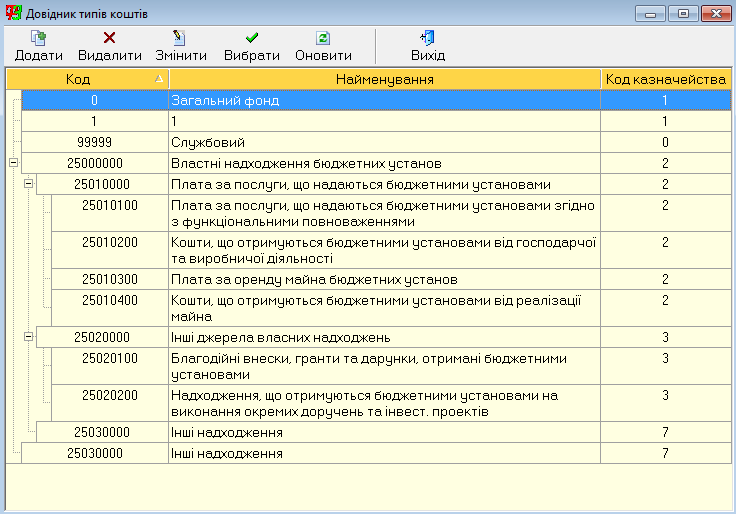 Довідник типів коштів
Додати Видалити Змінити Вибрати Оновити Вихід
Код Найменування Код казначейства
0 Загальний фонд 1
1 1 1
99999 Службовий 0
25000000 Властні надходження бюджетних установ 2
25010000 Плата за послуги, що надаються бюджетними установами 2
25010100 Плата за послуги, що надаються бюджетними установами згідно 2
з функціональними повноваженнями
25010200 Кошти, що отримуються бюджетними установами від господарчої 2
та виробничої діяльності
25010300 Плата за оренду майна бюджетних установ 2
25010400 Кошти, що отримуються бюджетними установами від реалізації 2
майна
25020000 Інші джерела власних надходжень 3
25020100 Благодійні внески, гранти та дарунки, отримані бюджетними 3
установами
25020200 Надходження, що отримуються бюджетними установами на 3
виконання окремих доручень та інвест. проектів
25030000 Інші надходження 7
25030000 Інші надходження 7